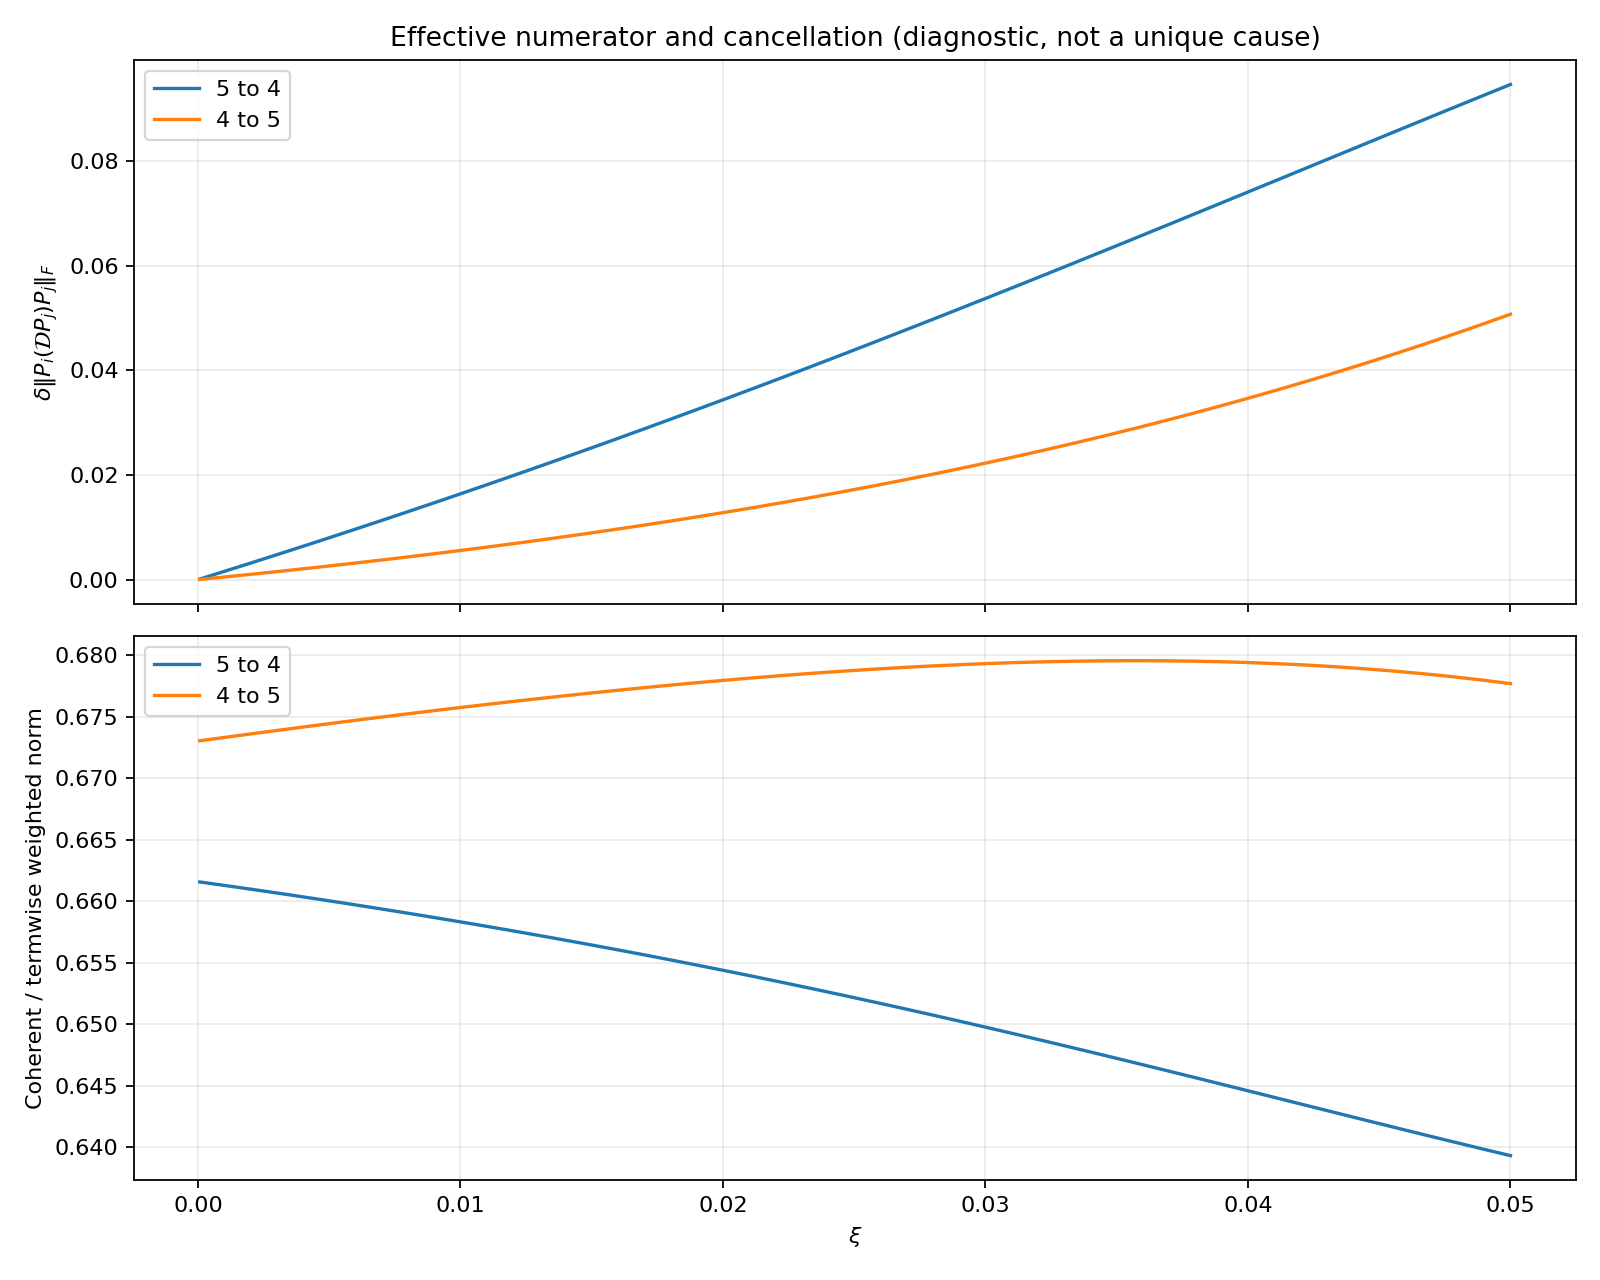 Effective numerator and cancellation (diagnostic, not a unique cause)
5 to 4
4 to 5
0.08
0.06
0.04
0.02
0.00
δ‖P_i(𝒟P_j)P_j‖_F
5 to 4
4 to 5
0.680
0.675
0.670
0.665
0.660
0.655
0.650
0.645
0.640
Coherent / termwise weighted norm
0.00 0.01 0.02 0.03 0.04 0.05
ξ